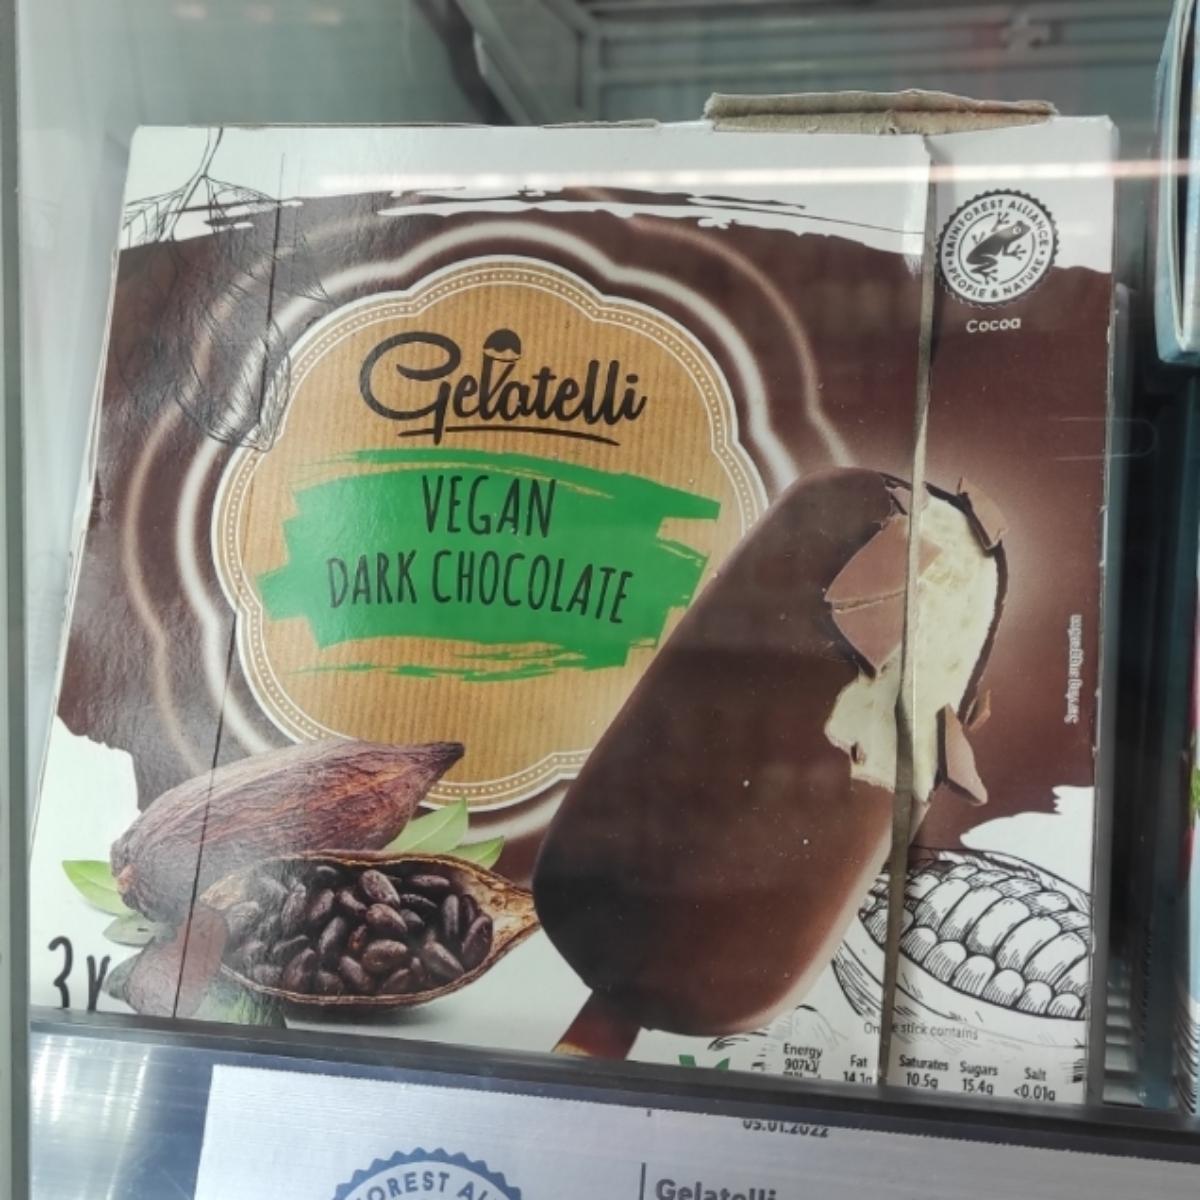 RAINFOREST ALLIANCE
PEOPLE & NATURE
Cocoa
Gelatelli
VEGAN
DARK CHOCOLATE
Serving suggestion
3x
One stick contains
Energy Fat Saturates Sugars Salt
907kJ/ 14.1g 10.5g 15.4g <0.01g
05.01.2022
Gelatelli